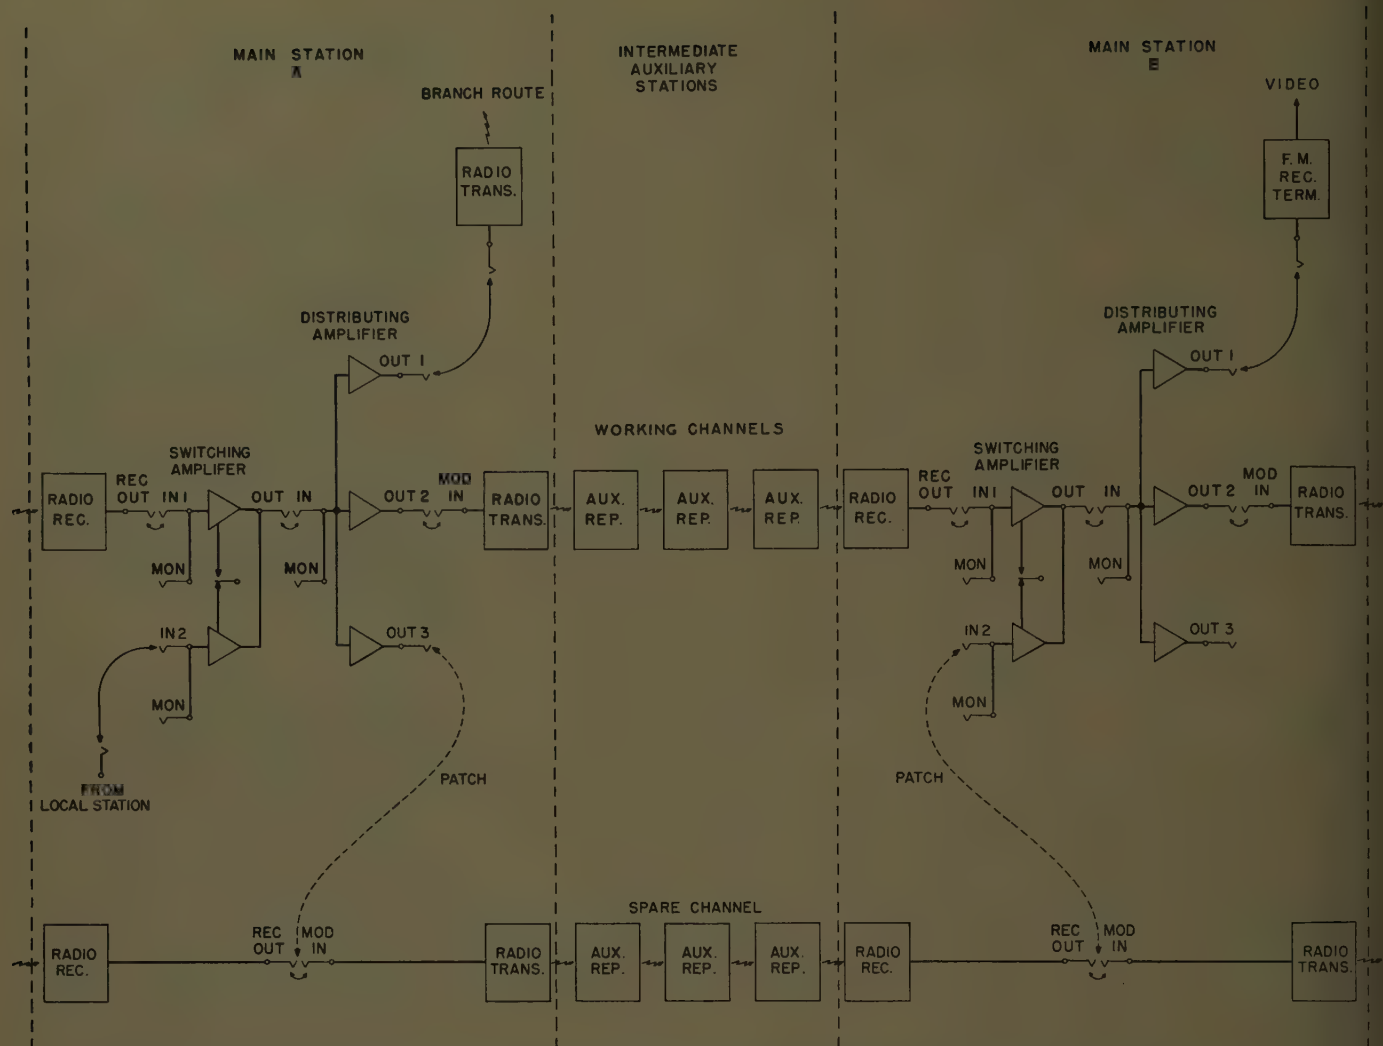 MAIN STATION
A
INTERMEDIATE
AUXILIARY
STATIONS
MAIN STATION
B
BRANCH ROUTE
RADIO
TRANS.
VIDEO
F. M.
REC.
TERM.
DISTRIBUTING
AMPLIFIER
OUT 1
DISTRIBUTING
AMPLIFIER
OUT 1
WORKING CHANNELS
SWITCHING
AMPLIFER
RADIO
REC.
REC
OUT
IN 1
OUT
IN
OUT 2
MOD
IN
RADIO
TRANS.
AUX.
REP.
AUX.
REP.
AUX.
REP.
SWITCHING
AMPLIFIER
RADIO
REC.
REC
OUT
IN 1
OUT
IN
OUT 2
MOD
IN
RADIO
TRANS.
MON
MON
MON
MON
IN 2
OUT 3
IN 2
OUT 3
MON
MON
FROM
LOCAL STATION
PATCH
PATCH
SPARE CHANNEL
RADIO
REC.
REC
OUT
MOD
IN
RADIO
TRANS.
AUX.
REP.
AUX.
REP.
AUX.
REP.
RADIO
REC.
REC
OUT
MOD
IN
RADIO
TRANS.